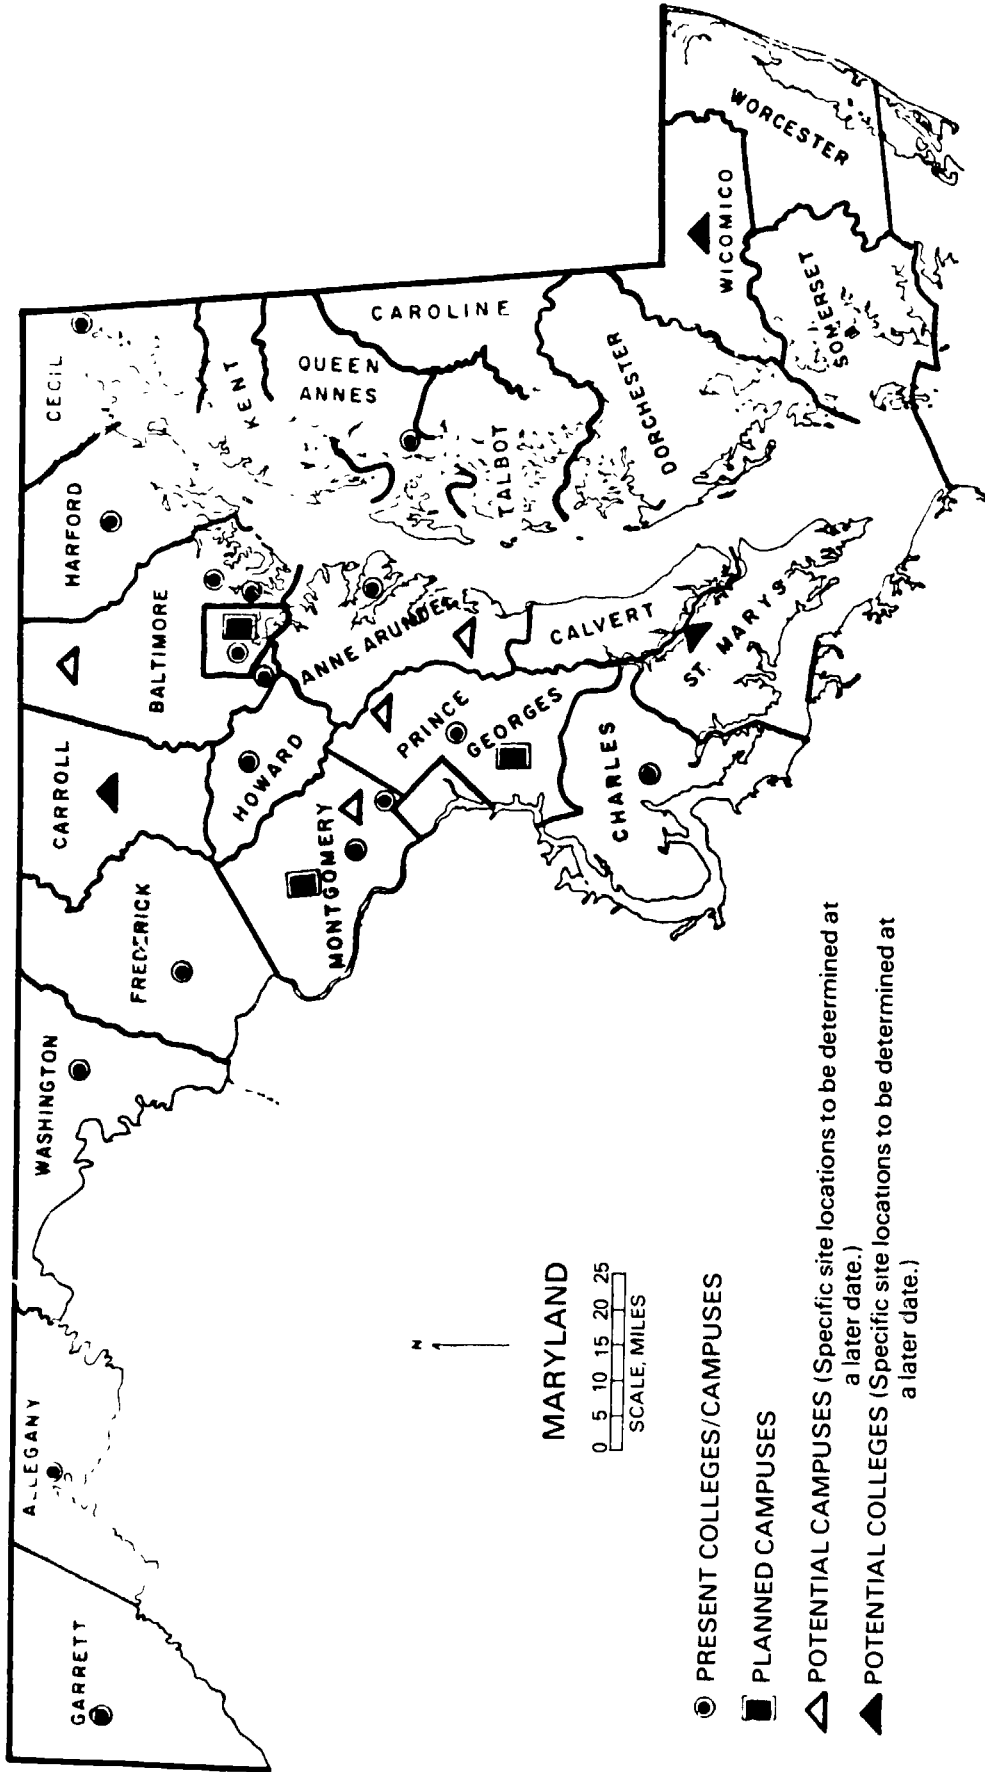 GARRETT
ALLEGANY
WASHINGTON
FREDERICK
CARROLL
BALTIMORE
HARFORD
CECIL
KENT
QUEEN
ANNES
CAROLINE
HOWARD
MONTGOMERY
ANNE ARUNDEL
PRINCE
GEORGES
TALBOT
CALVERT
CHARLES
ST. MARYS
DORCHESTER
WICOMICO
SOMERSET
WORCESTER
N
MARYLAND
0 5 10 15 20 25
SCALE, MILES
PRESENT COLLEGES/CAMPUSES
PLANNED CAMPUSES
POTENTIAL CAMPUSES (Specific site locations to be determined at
a later date.)
POTENTIAL COLLEGES (Specific site locations to be determined at
a later date.)